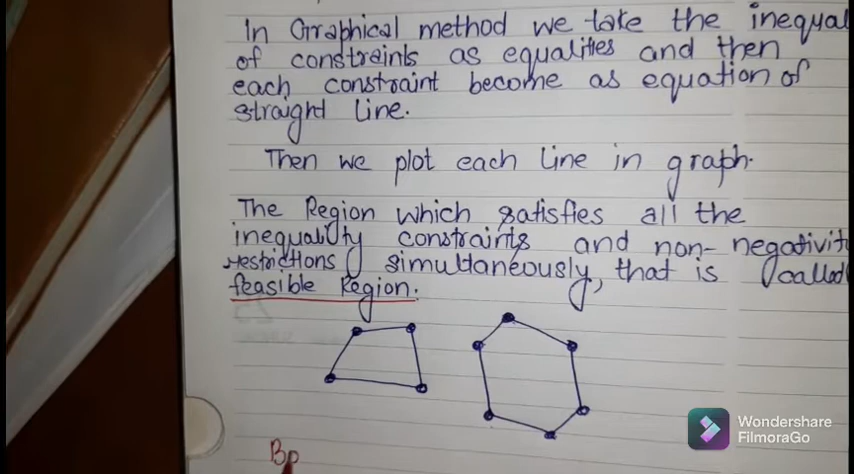 In Graphical method we take the inequal
of constraints as equalities and then
each constraint become as equation of
straight line.
Then we plot each line in graph.
The Region which satisfies all the
inequality constraints and non-negativit
restrictions simultaneously, that is called
feasible Region.
Bp
Wondershare
FilmoraGo